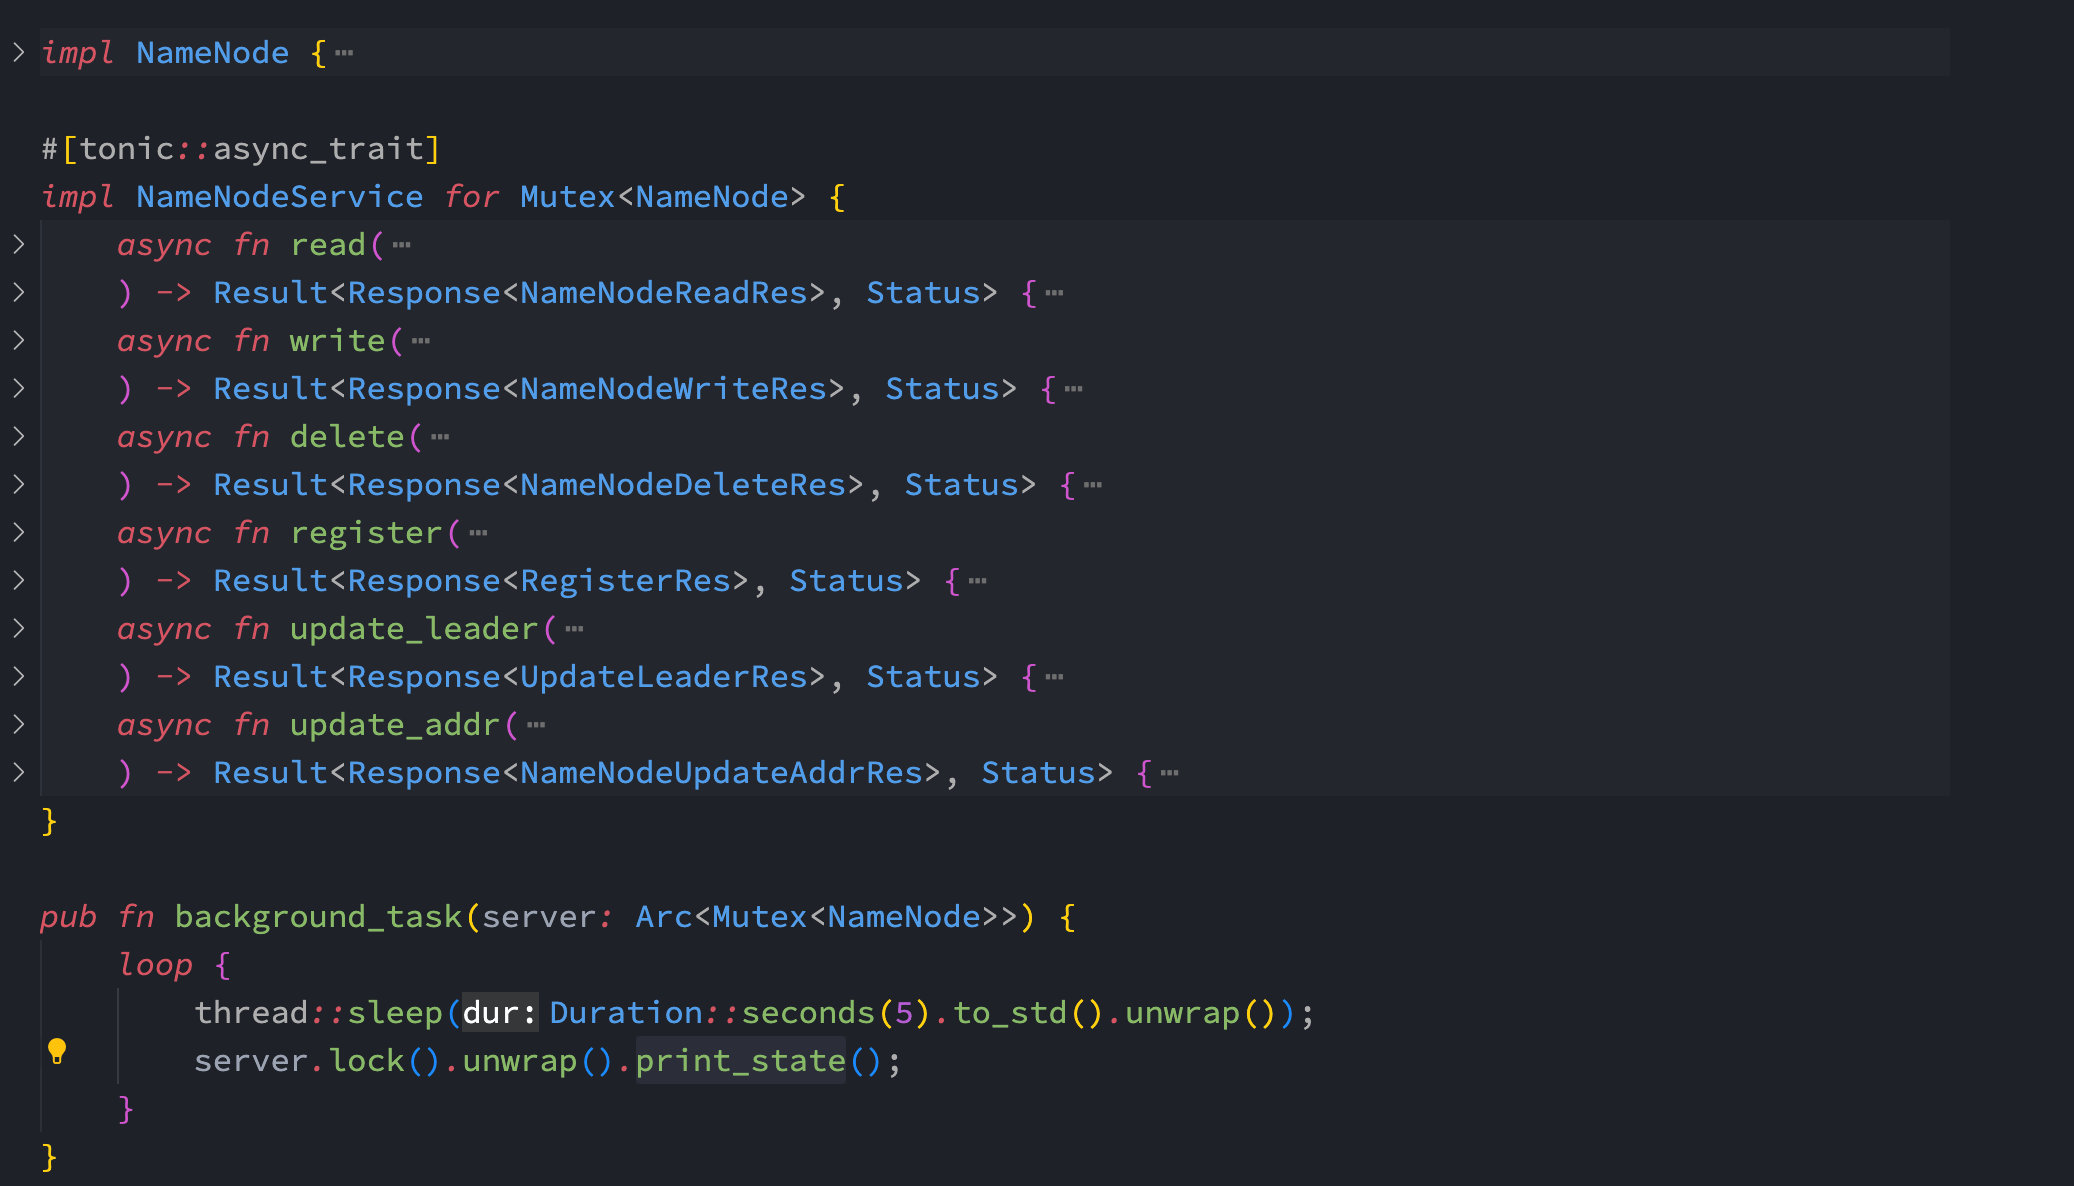 impl NameNode { ⋯
#[tonic::async_trait]
impl NameNodeService for Mutex<NameNode> {
    async fn read( ⋯
    ) -> Result<Response<NameNodeReadRes>, Status> { ⋯
    async fn write( ⋯
    ) -> Result<Response<NameNodeWriteRes>, Status> { ⋯
    async fn delete( ⋯
    ) -> Result<Response<NameNodeDeleteRes>, Status> { ⋯
    async fn register( ⋯
    ) -> Result<Response<RegisterRes>, Status> { ⋯
    async fn update_leader( ⋯
    ) -> Result<Response<UpdateLeaderRes>, Status> { ⋯
    async fn update_addr( ⋯
    ) -> Result<Response<NameNodeUpdateAddrRes>, Status> { ⋯
}
pub fn background_task(server: Arc<Mutex<NameNode>>) {
    loop {
        thread::sleep(dur: Duration::seconds(5).to_std().unwrap());
        server.lock().unwrap().print_state();
    }
}